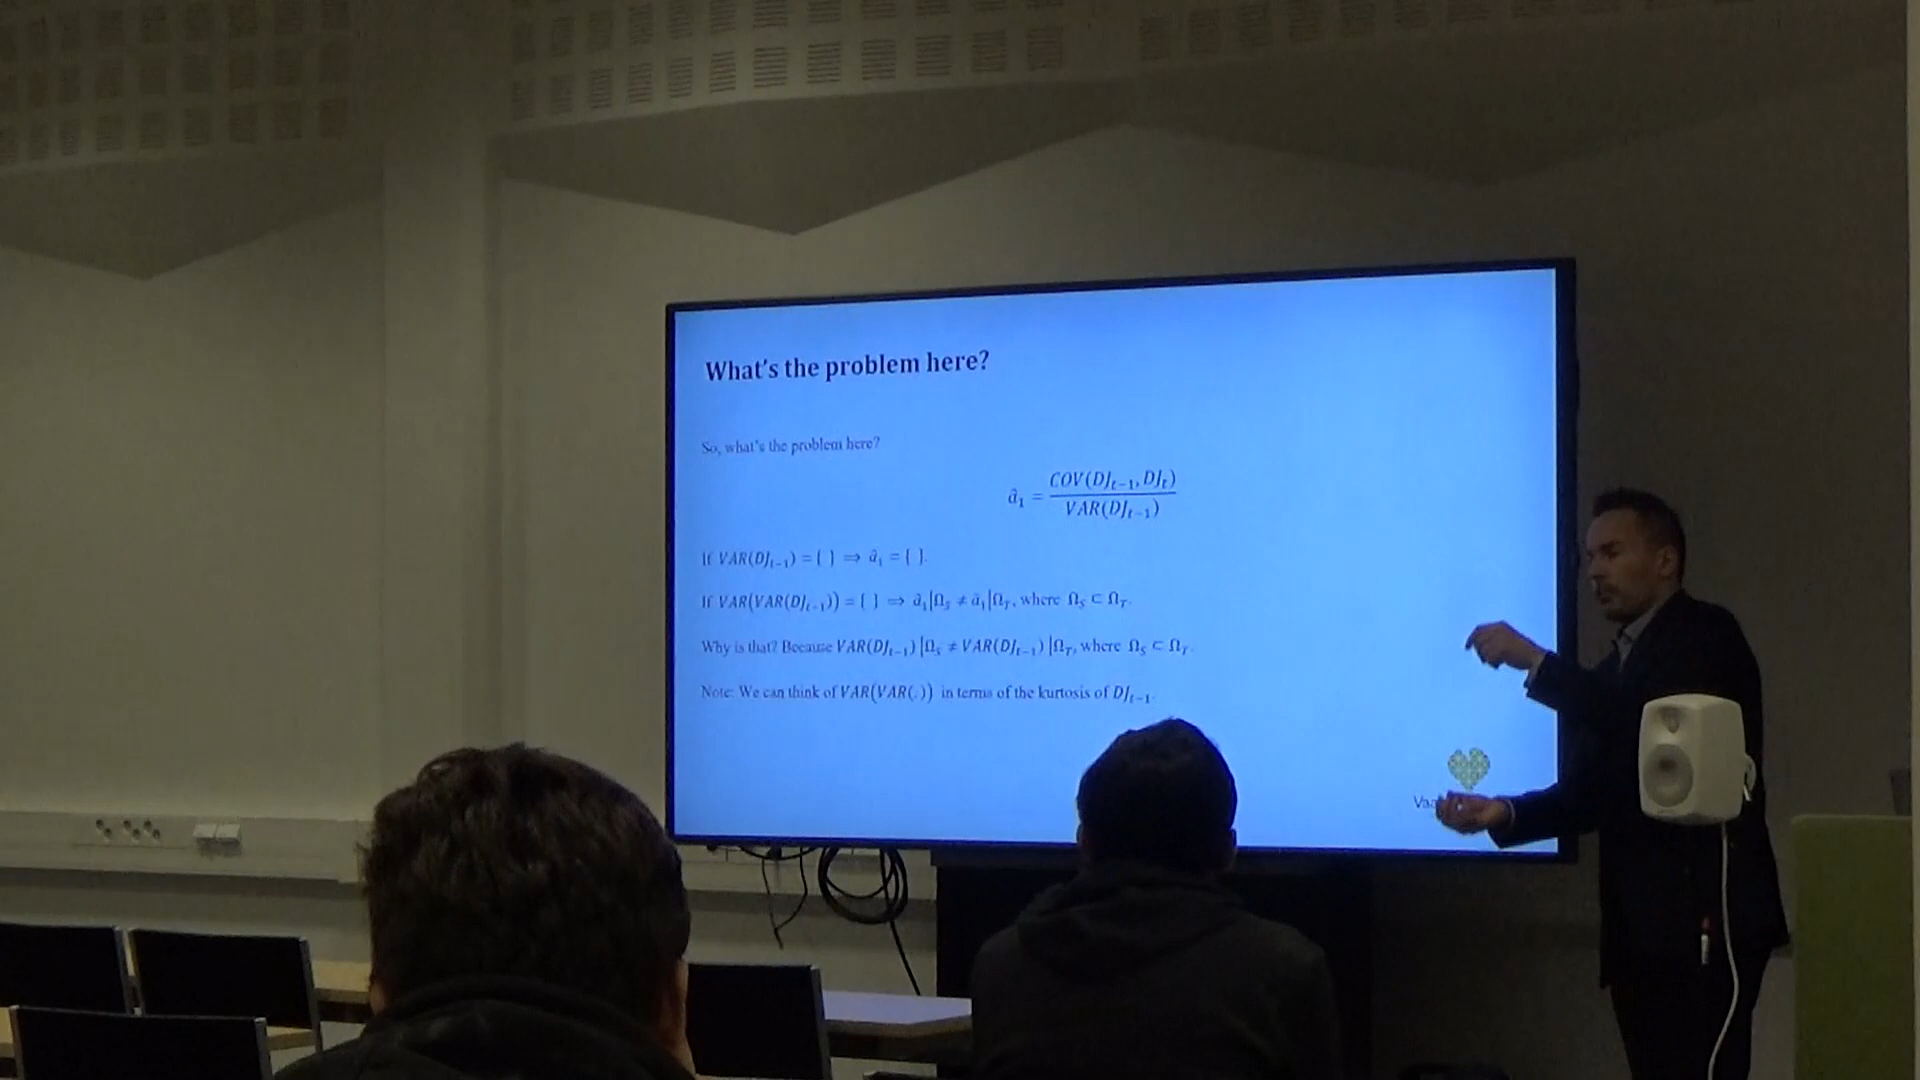 What's the problem here?
So, what's the problem here?
â₁ = COV(DJₜ₋₁, DJₜ) / VAR(DJₜ₋₁)
If VAR(DJₜ₋₁) = { } ⟹ â₁ = { }.
If VAR(VAR(DJₜ₋₁)) = { } ⟹ â₁|Ω_S ≠ â₁|Ω_T, where Ω_S ⊂ Ω_T.
Why is that? Because VAR(DJₜ₋₁)|Ω_S ≠ VAR(DJₜ₋₁)|Ω_T, where Ω_S ⊂ Ω_T.
Note: We can think of VAR(VAR(.)) in terms of the kurtosis of DJₜ₋₁.